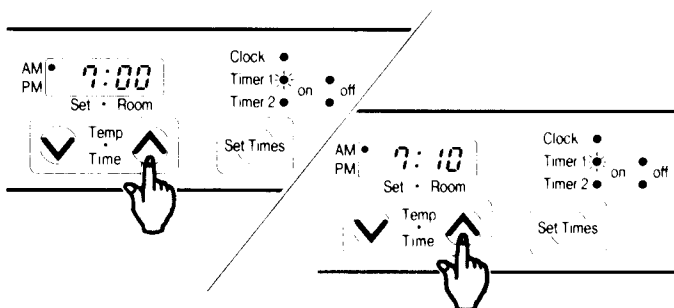 Clock
Timer 1
on
off
Timer 2
AM
PM
7:00
Set · Room
Temp
·
Time
Set Times
Clock
Timer 1
on
off
Timer 2
AM
PM
7:10
Set · Room
Temp
·
Time
Set Times